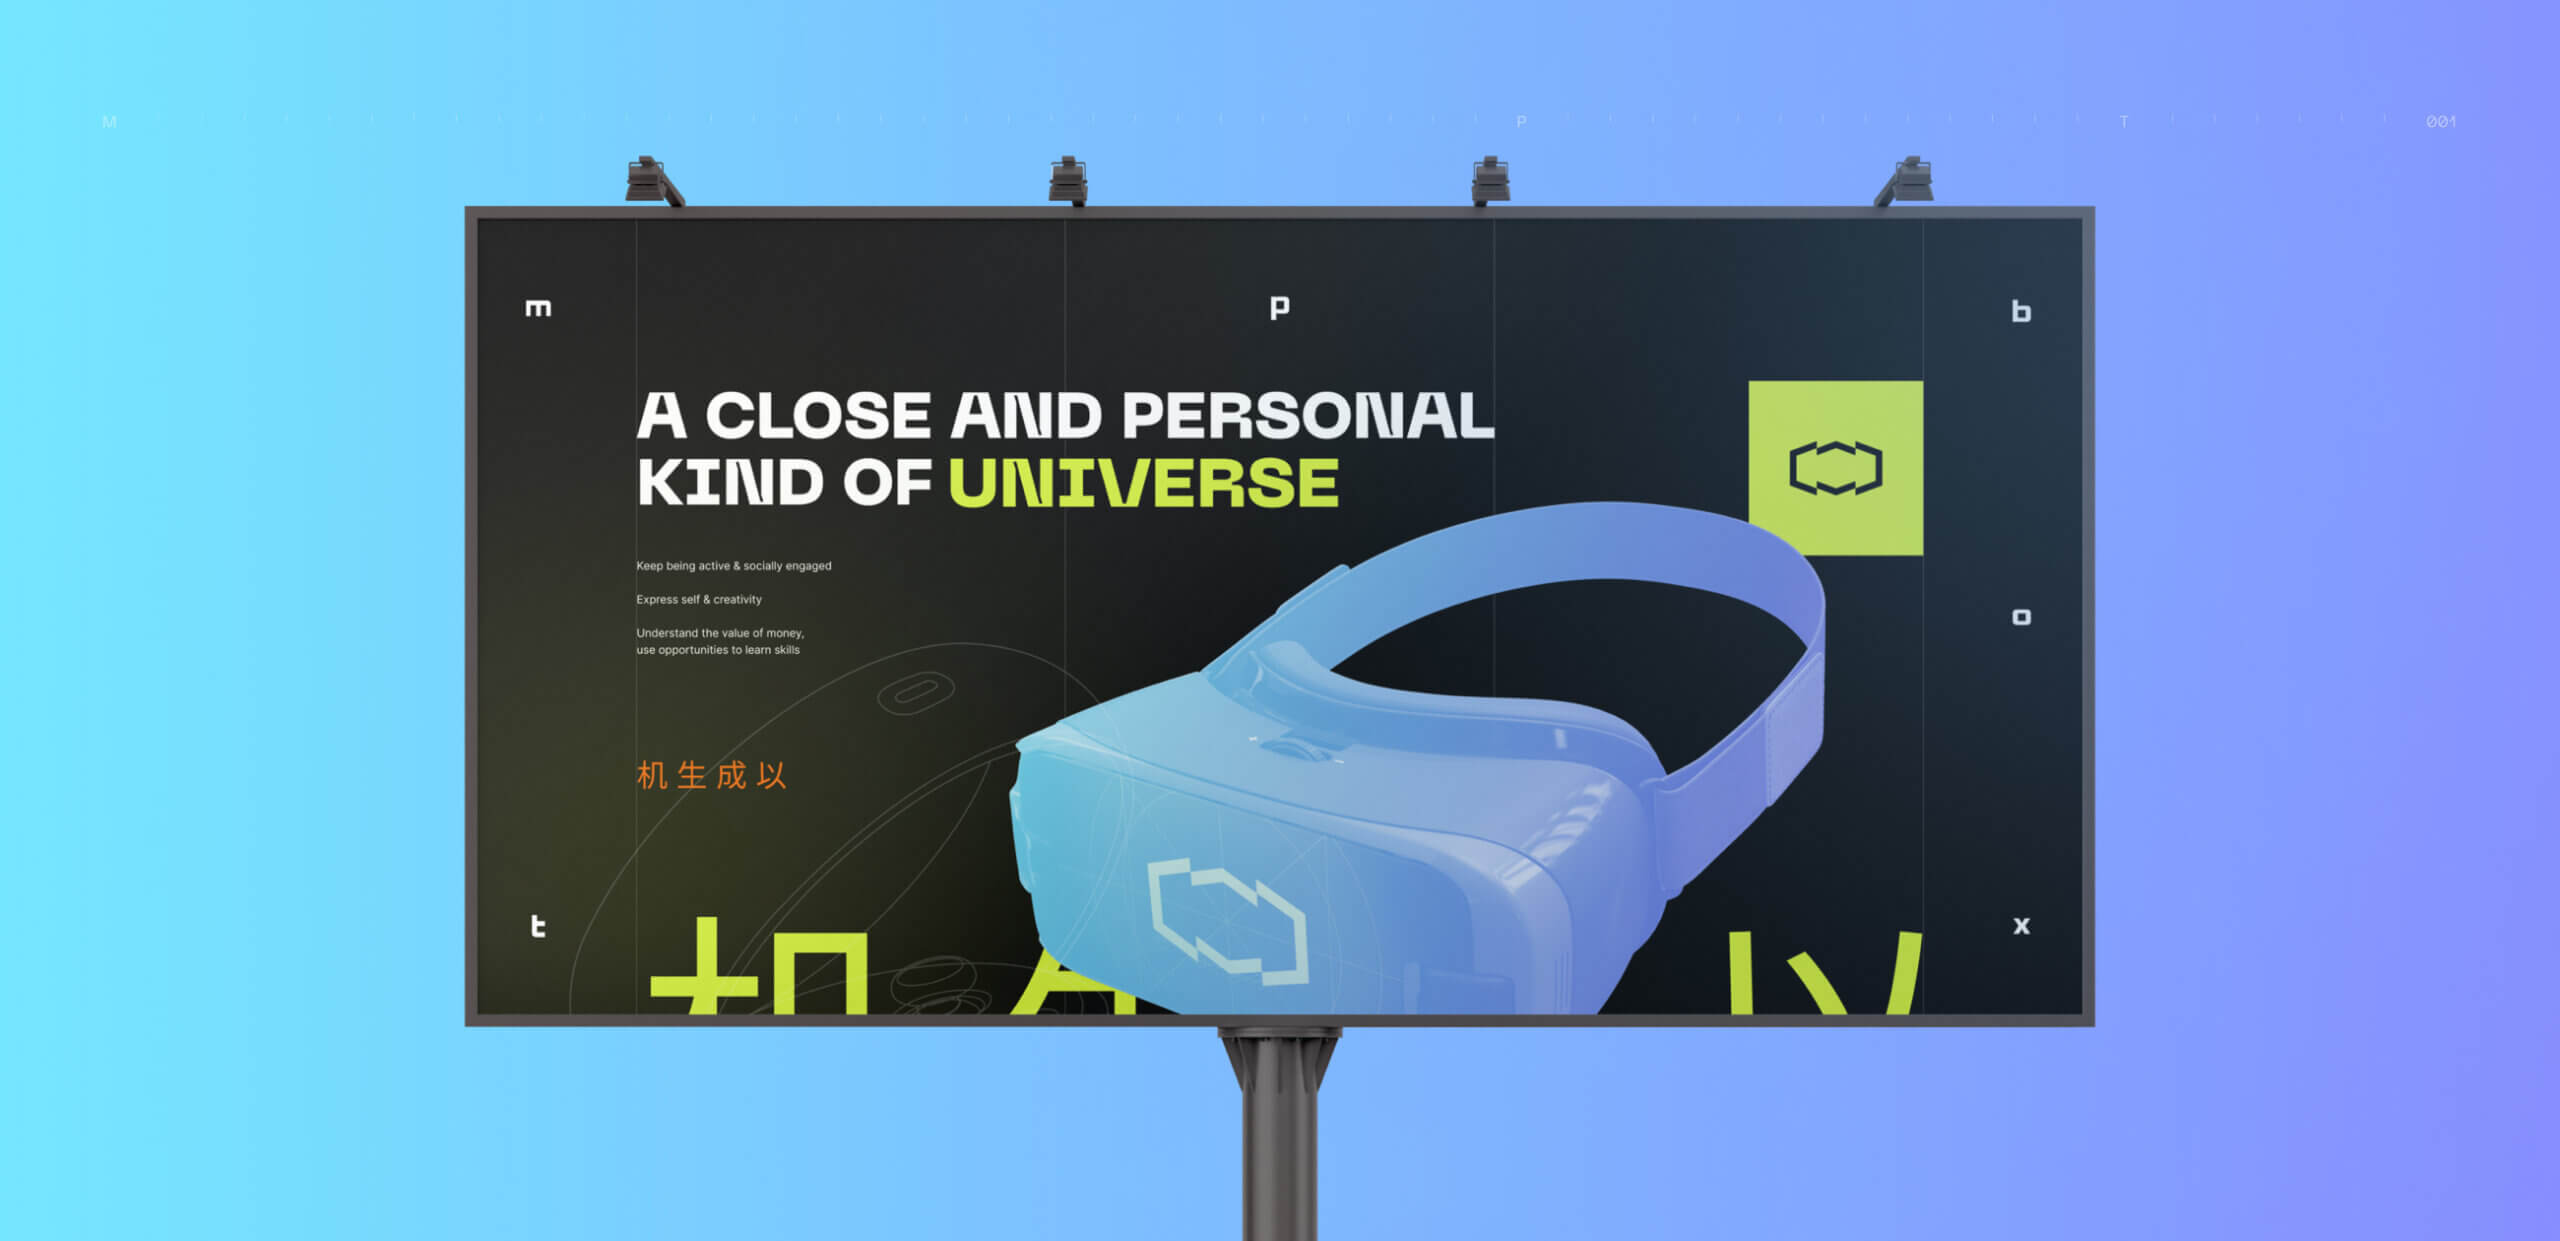 M P T 001
m p b
A CLOSE AND PERSONAL
KIND OF UNIVERSE
Keep being active & socially engaged
Express self & creativity
Understand the value of money,
use opportunities to learn skills
o
机生成以
t x